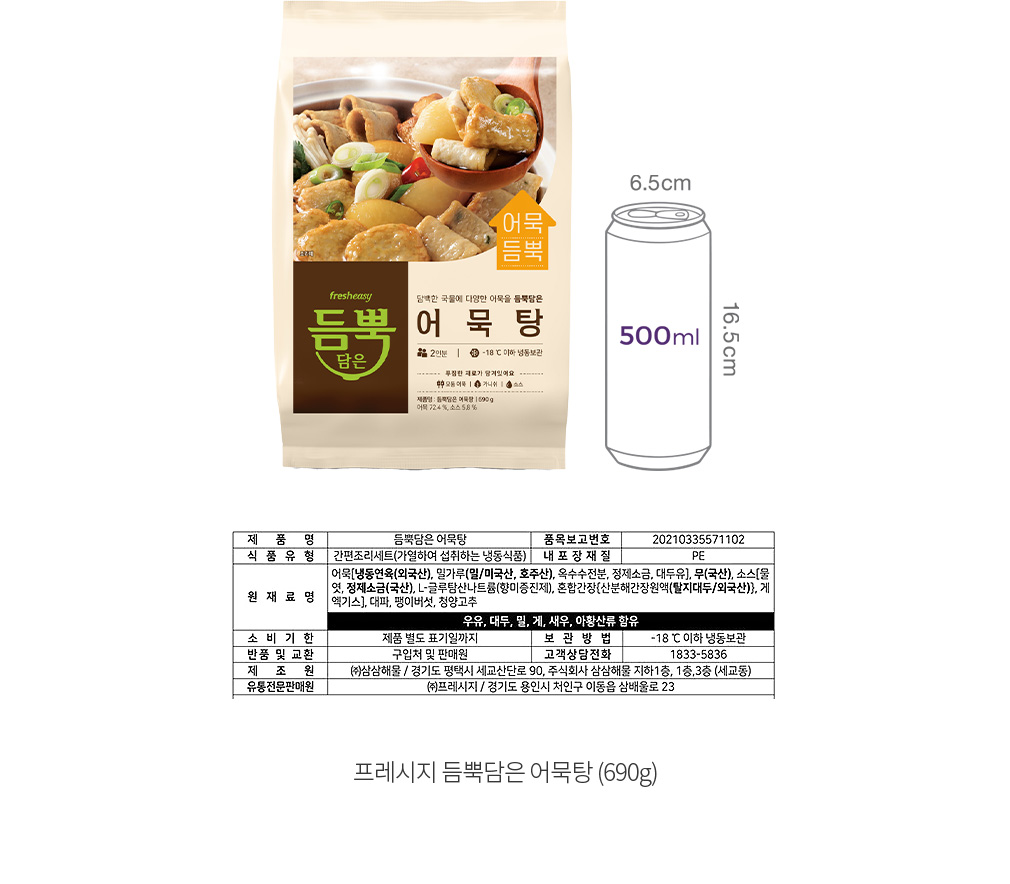 6.5cm
어묵
듬뿍
fresheasy
듬뿍
담은
담백한 국물에 다양한 어묵을 듬뿍담은
어묵탕
2인분 | -18 ℃ 이하 냉동보관
푸짐한 재료가 담겨있어요
모둠 어묵 | 가니쉬 | 소스
제품명 : 듬뿍담은 어묵탕 | 690 g
어묵 72.4 %, 소스 5.8 %
500ml
16.5cm
제품명 듬뿍담은 어묵탕 품목보고번호 20210335571102
식품유형 간편조리세트(가열하여 섭취하는 냉동식품) 내포장재질 PE
원재료명 어묵[냉동연육(외국산), 밀가루(밀/미국산, 호주산), 옥수수전분, 정제소금, 대두유], 무(국산), 소스[물
엿, 정제소금(국산), L-글루탐산나트륨(향미증진제), 혼합간장{산분해간장원액(탈지대두/외국산)}, 게
엑기스], 대파, 팽이버섯, 청양고추
우유, 대두, 밀, 게, 새우, 아황산류 함유
소비기한 제품 별도 표기일까지 보관방법 -18 ℃ 이하 냉동보관
반품 및 교환 구입처 및 판매원 고객상담전화 1833-5836
제조원 ㈜삼삼해물 / 경기도 평택시 세교산단로 90, 주식회사 삼삼해물 지하1층, 1층,3층 (세교동)
유통전문판매원 ㈜프레시지 / 경기도 용인시 처인구 이동읍 삼배울로 23
프레시지 듬뿍담은 어묵탕 (690g)